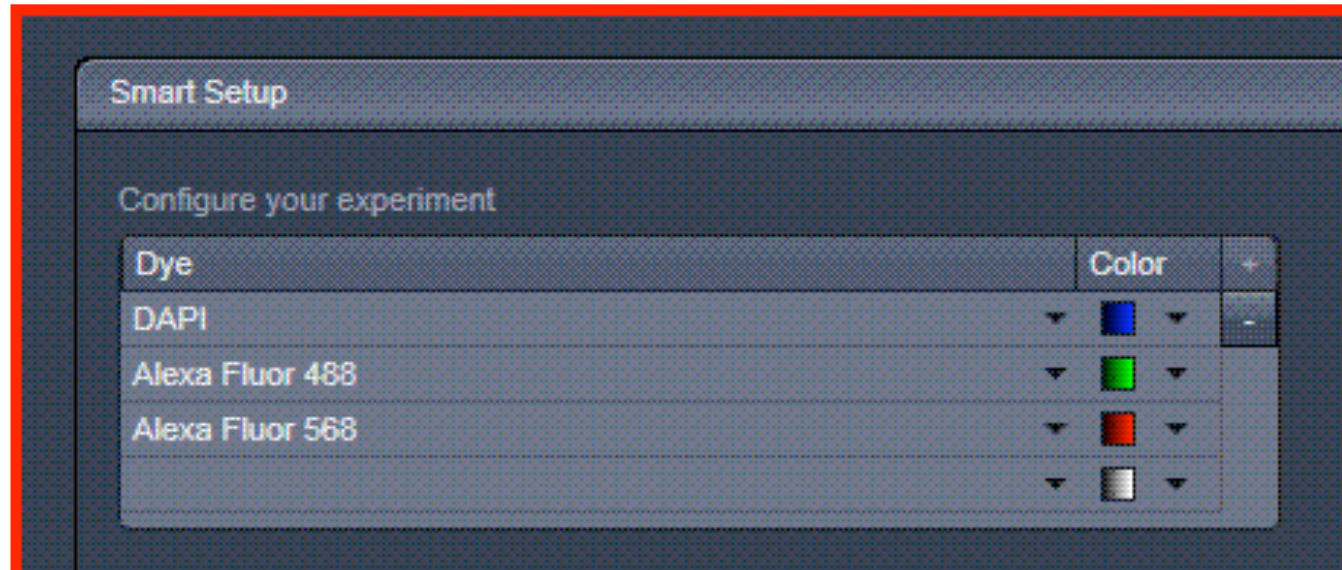 Smart Setup
Configure your experiment
Dye Color +
DAPI -
Alexa Fluor 488
Alexa Fluor 568